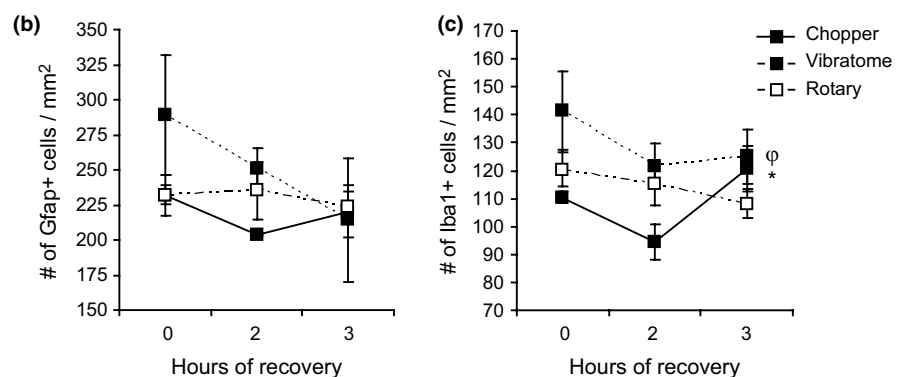 (b)
# of Gfap+ cells / mm2
350
325
300
275
250
225
200
175
150
0 2 3
Hours of recovery
(c)
# of Iba1+ cells / mm2
170
160
150
140
130
120
110
100
90
80
70
φ
*
0 2 3
Hours of recovery
Chopper
Vibratome
Rotary